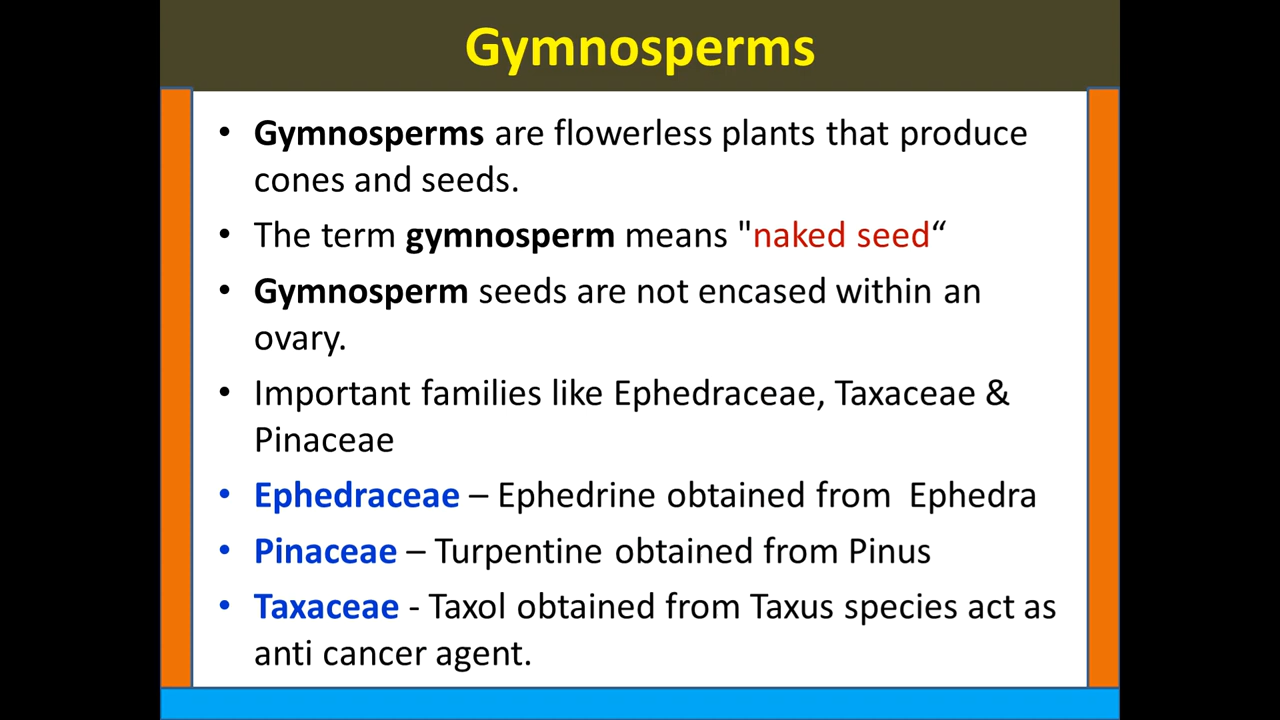 Gymnosperms
• Gymnosperms are flowerless plants that produce
cones and seeds.
• The term gymnosperm means "naked seed“
• Gymnosperm seeds are not encased within an
ovary.
• Important families like Ephedraceae, Taxaceae &
Pinaceae
• Ephedraceae – Ephedrine obtained from  Ephedra
• Pinaceae – Turpentine obtained from Pinus
• Taxaceae - Taxol obtained from Taxus species act as
anti cancer agent.